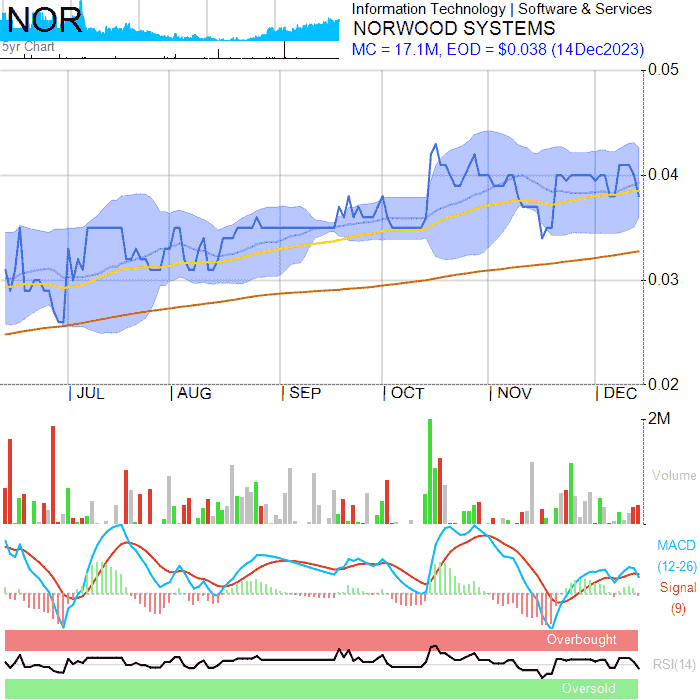 NOR
5yr Chart
Information Technology | Software & Services
NORWOOD SYSTEMS
MC = 17.1M, EOD = $0.038 (14Dec2023)
0.05
0.04
0.03
0.02
JUL AUG SEP OCT NOV DEC
2M
Volume
MACD
(12-26)
Signal
(9)
Overbought
RSI(14)
Oversold